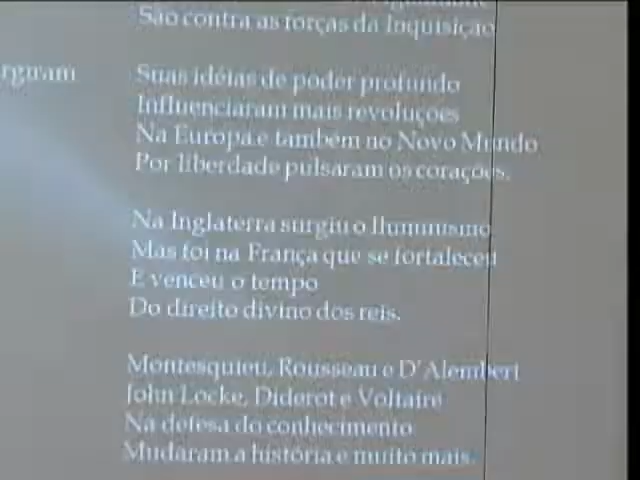 São contra as forças da Inquisição
Suas idéias de poder profundo
Influenciaram mais revoluções
Na Europa e também no Novo Mundo
Por liberdade pulsaram os corações.
Na Inglaterra surgiu o Iluminismo
Mas foi na França que se fortaleceu
E venceu o tempo
Do direito divino dos reis.
Montesquieu, Rousseau e D'Alembert
John Locke, Diderot e Voltaire
Na defesa do conhecimento
Mudaram a história e muito mais.